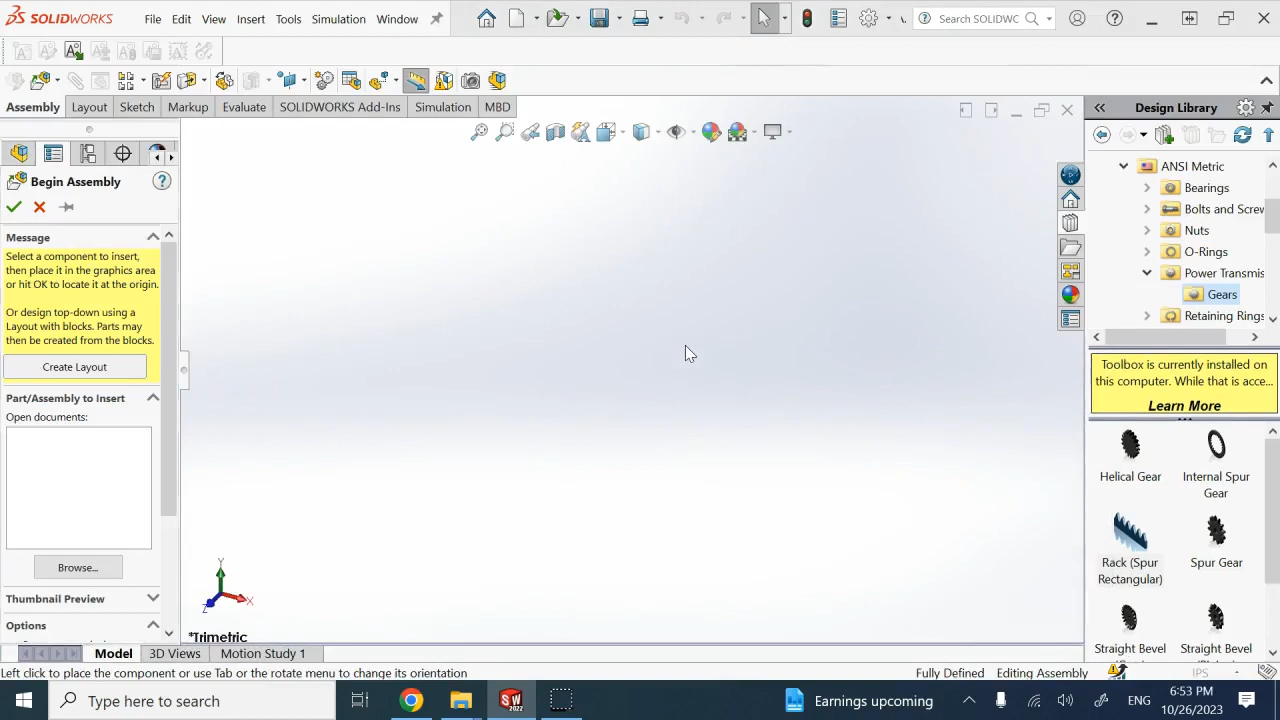 SOLIDWORKS File Edit View Insert Tools Simulation Window Search SOLIDWC
Assembly Layout Sketch Markup Evaluate SOLIDWORKS Add-Ins Simulation MBD
Begin Assembly
Message
Select a component to insert,
then place it in the graphics area
or hit OK to locate it at the origin.
Or design top-down using a
Layout with blocks. Parts may
then be created from the blocks.
Create Layout
Part/Assembly to Insert
Open documents:
Browse...
Thumbnail Preview
Options
Y
X
Z
*Trimetric
Design Library
ANSI Metric
Bearings
Bolts and Screw
Nuts
O-Rings
Power Transmis
Gears
Retaining Rings
Toolbox is currently installed on
this computer. While that is acce...
Learn More
Helical Gear
Internal Spur
Gear
Rack (Spur
Rectangular)
Spur Gear
Straight Bevel
Straight Bevel
Model 3D Views Motion Study 1
Left click to place the component or use Tab or the rotate menu to change its orientation Fully Defined Editing Assembly IPS
Type here to search
SW
2022
Earnings upcoming
ENG
6:53 PM
10/26/2023